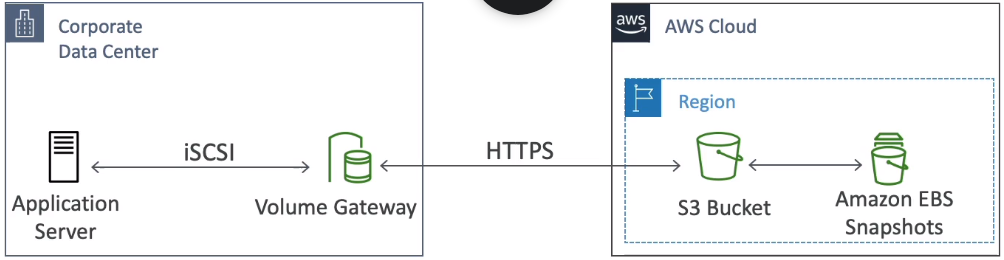 Corporate
Data Center
aws
AWS Cloud
Region
iSCSI
HTTPS
Application
Server
Volume Gateway
S3 Bucket
Amazon EBS
Snapshots